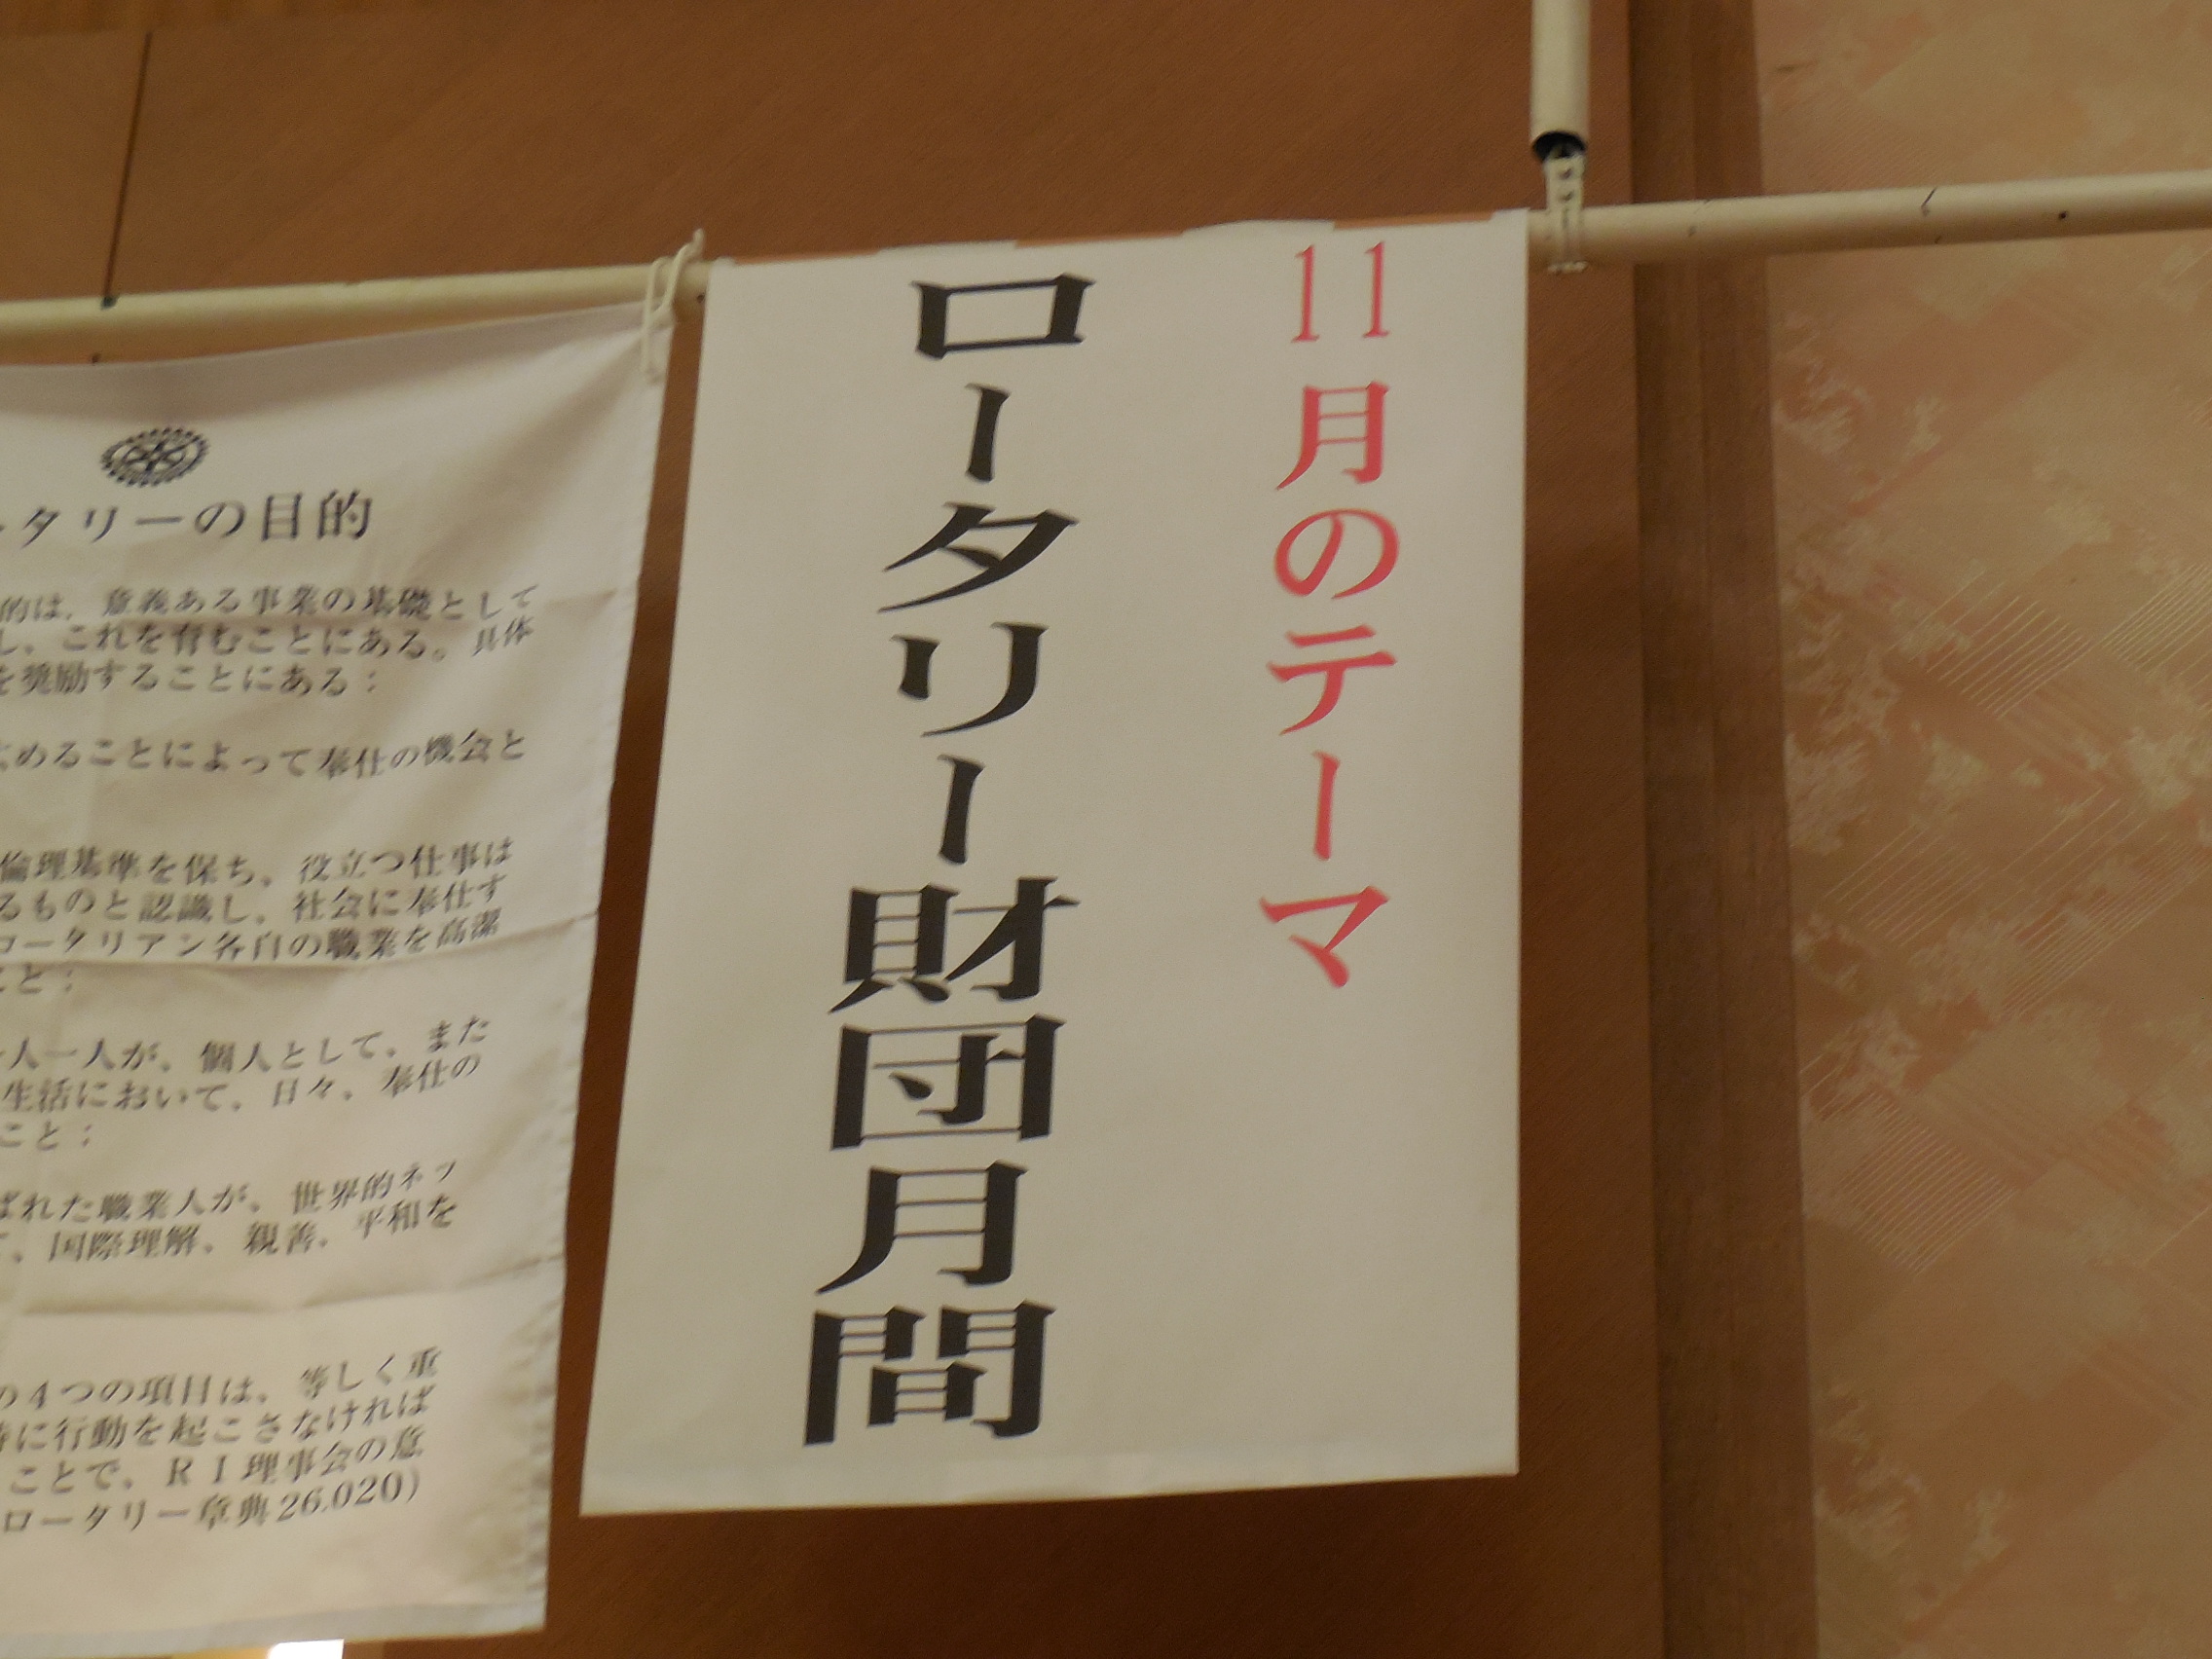 11月のテーマ
ロータリー財団月間
ータリーの目的
的は、意義ある事業の基礎として
し、これを育むことにある。具体
を奨励することにある：
広めることによって奉仕の機会と
倫理基準を保ち、役立つ仕事は
るものと認識し、社会に奉仕す
ロータリアン各自の職業を高潔
こと；
一人一人が、個人として、また
生活において、日々、奉仕の
こと；
ばれた職業人が、世界的ネッ
て、国際理解、親善、平和を
の4つの項目は、等しく重
時に行動を起こさなければ
ことで、RI理事会の意
ロータリー章典26.020）